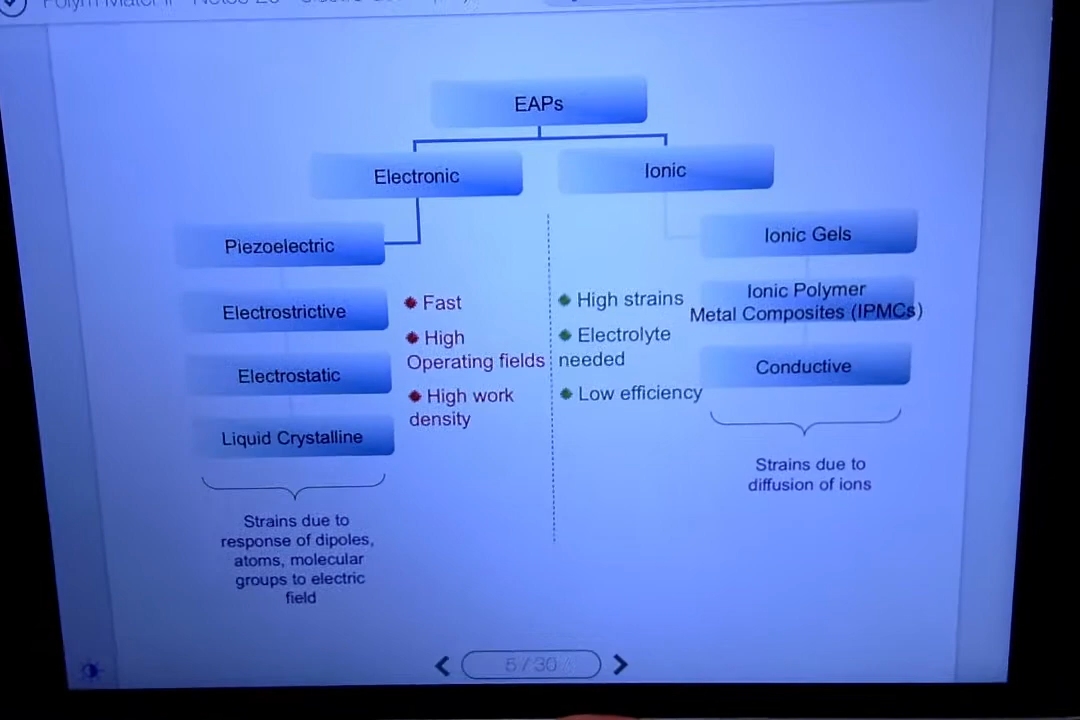 EAPs
Electronic
Ionic
Piezoelectric
Electrostrictive
Electrostatic
Liquid Crystalline
Fast
High
Operating fields
High work
density
High strains
Electrolyte
needed
Low efficiency
Ionic Gels
Ionic Polymer
Metal Composites (IPMCs)
Conductive
Strains due to
response of dipoles,
atoms, molecular
groups to electric
field
Strains due to
diffusion of ions